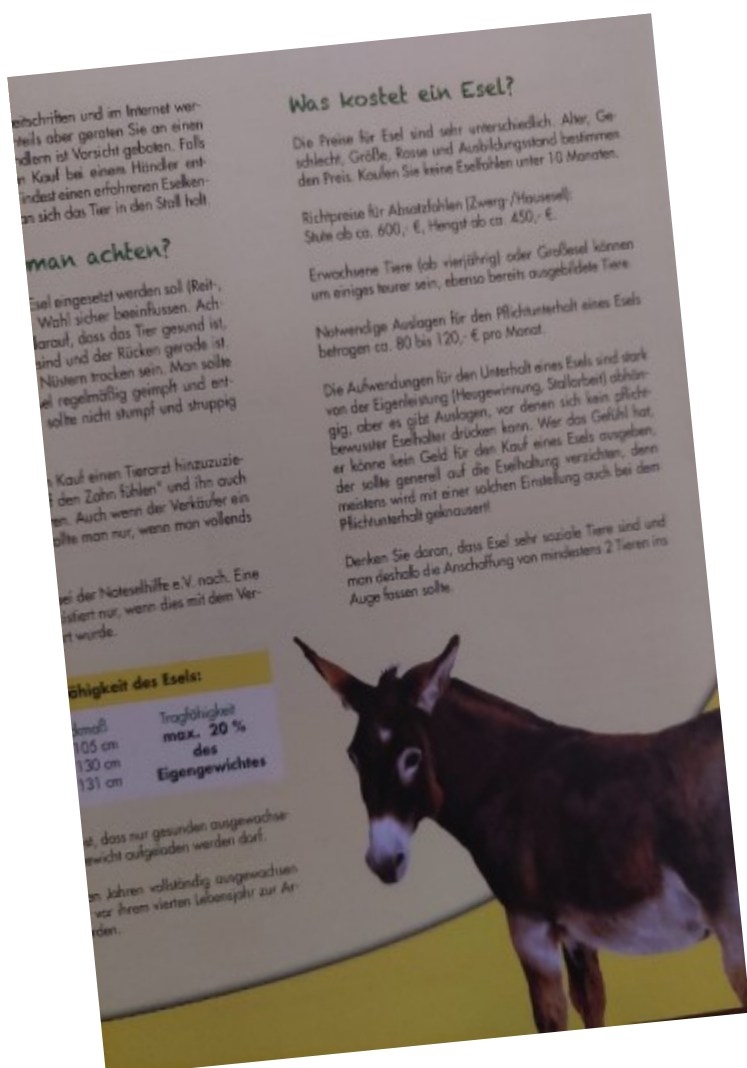 eitschriften und im Internet wer-
teils aber geraten Sie an einen
ndlern ist Vorsicht geboten. Falls
n Kauf bei einem Händler ent-
indest einen erfahrenen Eselken-
an sich das Tier in den Stall holt.
man achten?
Esel eingesetzt werden soll (Reit-,
Wahl sicher beeinflussen. Ach-
darauf, dass das Tier gesund ist,
sind und der Rücken gerade ist.
Nüstern trocken sein. Man sollte
el regelmäßig geimpft und ent-
sollte nicht stumpf und struppig
Kauf einen Tierarzt hinzuzuzie-
f den Zahn fühlen" und ihn auch
en. Auch wenn der Verkäufer ein
ollte man nur, wenn man vollends
bei der Noteselhilfe e.V. nach. Eine
istiert nur, wenn dies mit dem Ver-
rt wurde.
ähigkeit des Esels:
kmaß
105 cm
130 cm
131 cm
Tragfähigkeit
max. 20 %
des
Eigengewichtes
st, dass nur gesunden ausgewachse-
ewicht aufgeladen werden darf.
en Jahren vollständig ausgewachsen
vor ihrem vierten Lebensjahr zur Ar-
rden.
Was kostet ein Esel?
Die Preise für Esel sind sehr unterschiedlich. Alter, Ge-
schlecht, Größe, Rasse und Ausbildungsstand bestimmen
den Preis. Kaufen Sie keine Eselfohlen unter 10 Monaten.
Richtpreise für Absatzfohlen (Zwerg-/Hausesel):
Stute ab ca. 600,- €, Hengst ab ca. 450,- €.
Erwachsene Tiere (ab vierjährig) oder Großesel können
um einiges teurer sein, ebenso bereits ausgebildete Tiere.
Notwendige Auslagen für den Pflichtunterhalt eines Esels
betragen ca. 80 bis 120,- € pro Monat.
Die Aufwendungen für den Unterhalt eines Esels sind stark
von der Eigenleistung (Heugewinnung, Stallarbeit) abhän-
gig, aber es gibt Auslagen, vor denen sich kein pflicht-
bewusster Eselhalter drücken kann. Wer das Gefühl hat,
er könne kein Geld für den Kauf eines Esels ausgeben,
der sollte generell auf die Eselhaltung verzichten, denn
meistens wird mit einer solchen Einstellung auch bei dem
Pflichtunterhalt geknausert!
Denken Sie daran, dass Esel sehr soziale Tiere sind und
man deshalb die Anschaffung von mindestens 2 Tieren ins
Auge fassen sollte.